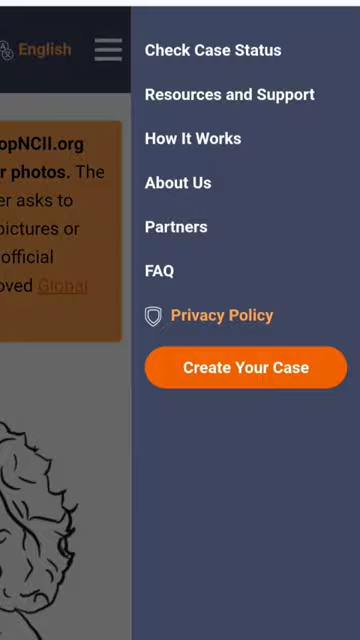 English
Check Case Status
Resources and Support
How It Works
About Us
Partners
FAQ
Privacy Policy
Create Your Case
opNCII.org
r photos. The
er asks to
pictures or
official
oved Global